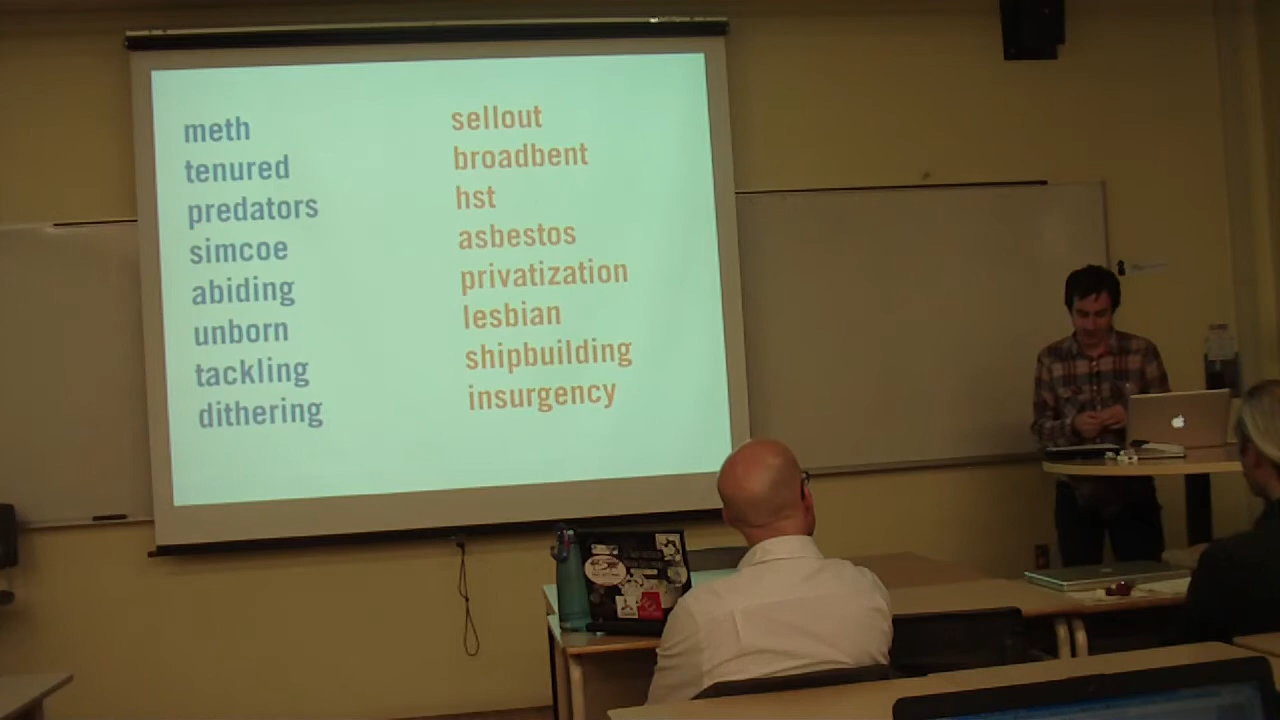 meth
tenured
predators
simcoe
abiding
unborn
tackling
dithering
sellout
broadbent
hst
asbestos
privatization
lesbian
shipbuilding
insurgency